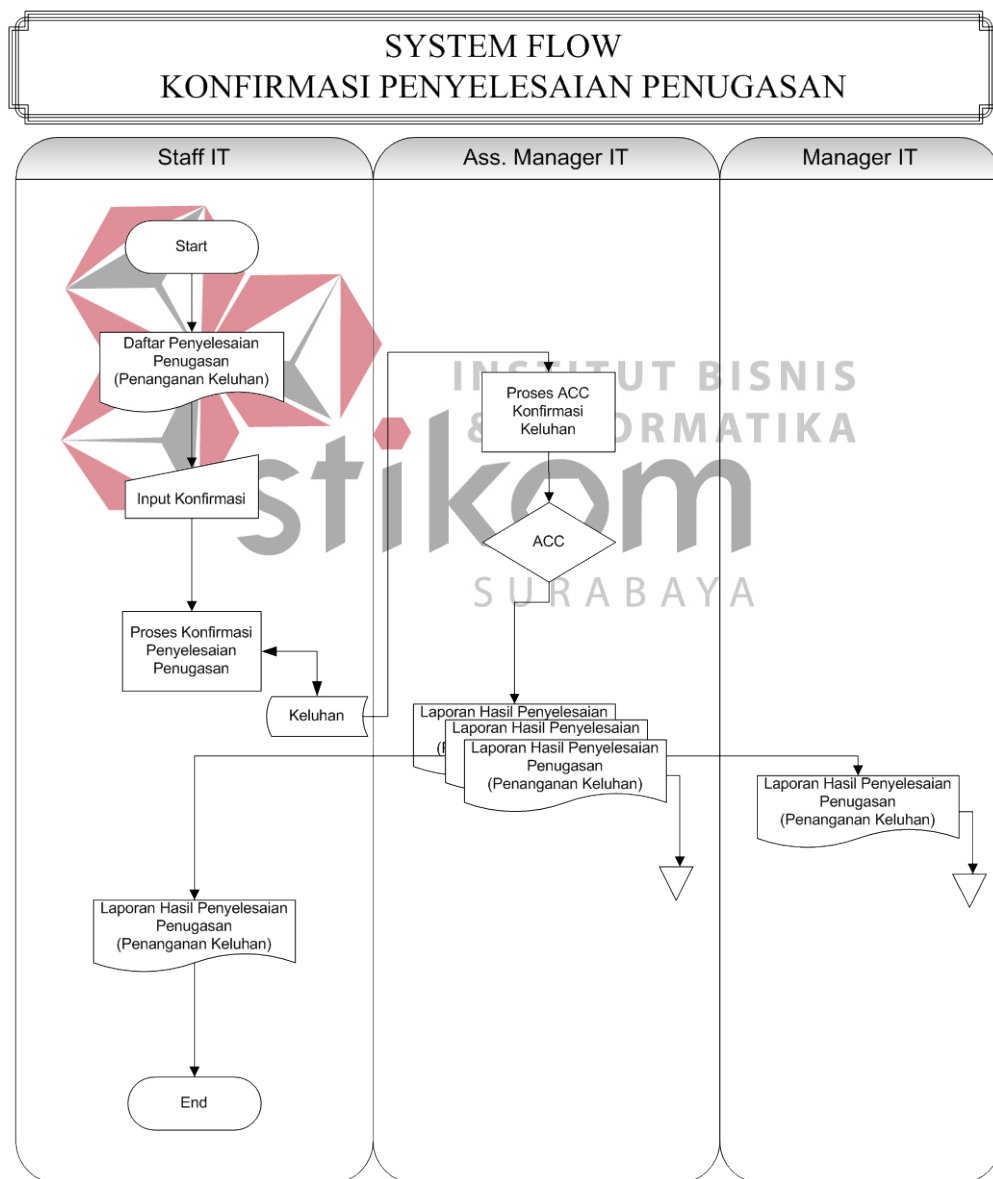 SYSTEM FLOW
KONFIRMASI PENYELESAIAN PENUGASAN
Staff IT
Ass. Manager IT
Manager IT
Start
Daftar Penyelesaian
Penugasan
(Penanganan Keluhan)
Input Konfirmasi
Proses Konfirmasi
Penyelesaian
Penugasan
Keluhan
Proses ACC
Konfirmasi
Keluhan
ACC
Laporan Hasil Penyelesaian
(P
Laporan Hasil Penyelesaian
Laporan Hasil Penyelesaian
Penugasan
(Penanganan Keluhan)
Laporan Hasil Penyelesaian
Penugasan
(Penanganan Keluhan)
Laporan Hasil Penyelesaian
Penugasan
(Penanganan Keluhan)
End
INSTITUT BISNIS
& INFORMATIKA
stikom
SURABAYA